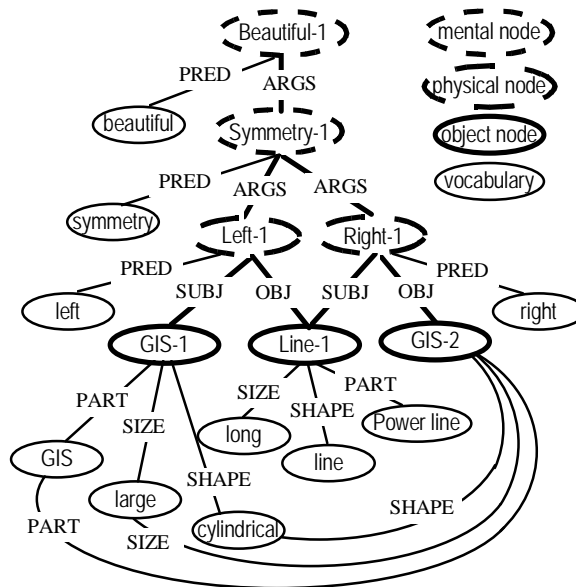 Beautiful-1
mental node
PRED
ARGS
physical node
beautiful
Symmetry-1
object node
PRED
ARGS
ARGS
vocabulary
symmetry
Left-1
Right-1
PRED
PRED
SUBJ
OBJ
SUBJ
OBJ
left
right
GIS-1
Line-1
GIS-2
PART
SIZE
PART
SIZE
SHAPE
long
Power line
GIS
SHAPE
line
large
PART
SIZE
cylindrical
SHAPE